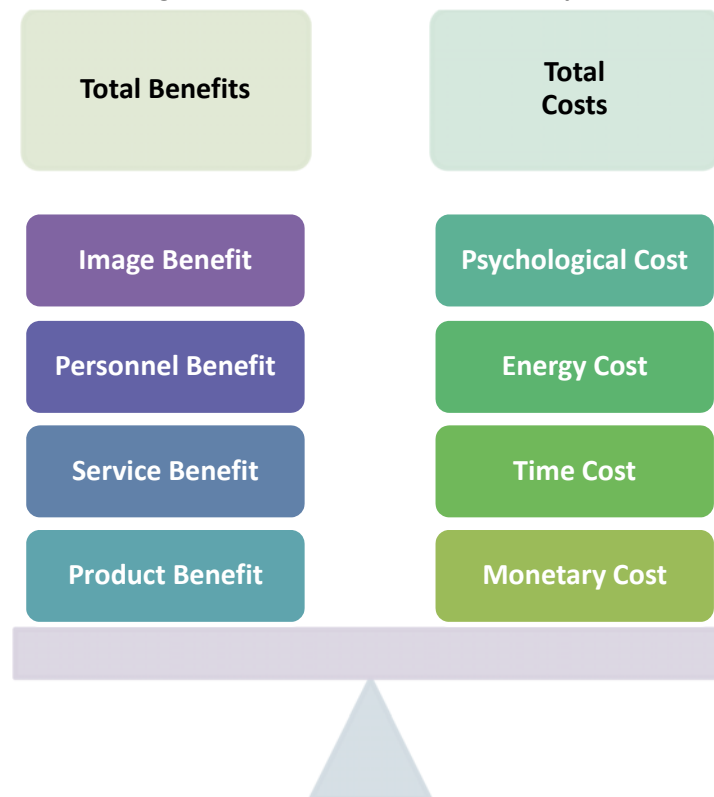 Total Benefits
Total
Costs
Image Benefit
Psychological Cost
Personnel Benefit
Energy Cost
Service Benefit
Time Cost
Product Benefit
Monetary Cost